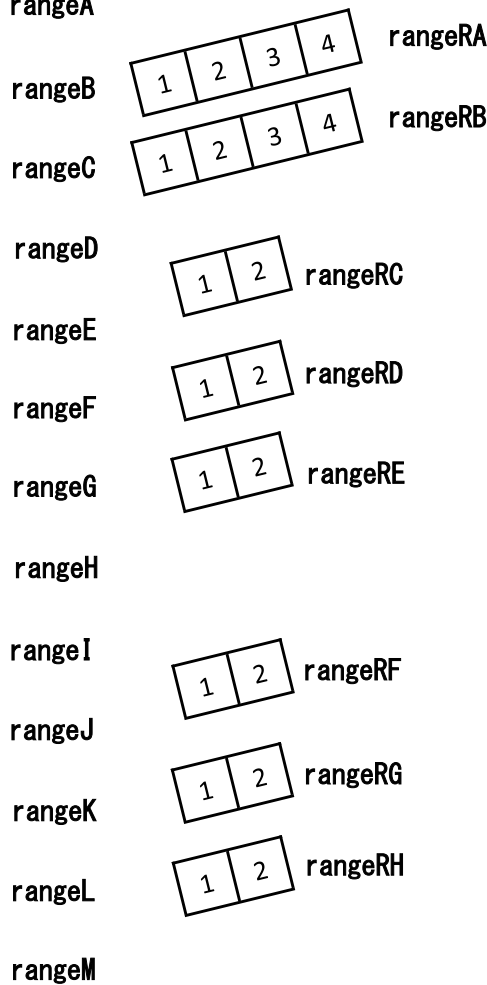 rangeA
1 2 3 4 rangeRA
rangeB
1 2 3 4 rangeRB
rangeC
rangeD
1 2 rangeRC
rangeE
1 2 rangeRD
rangeF
1 2 rangeRE
rangeG
rangeH
rangeI
1 2 rangeRF
rangeJ
1 2 rangeRG
rangeK
1 2 rangeRH
rangeL
rangeM